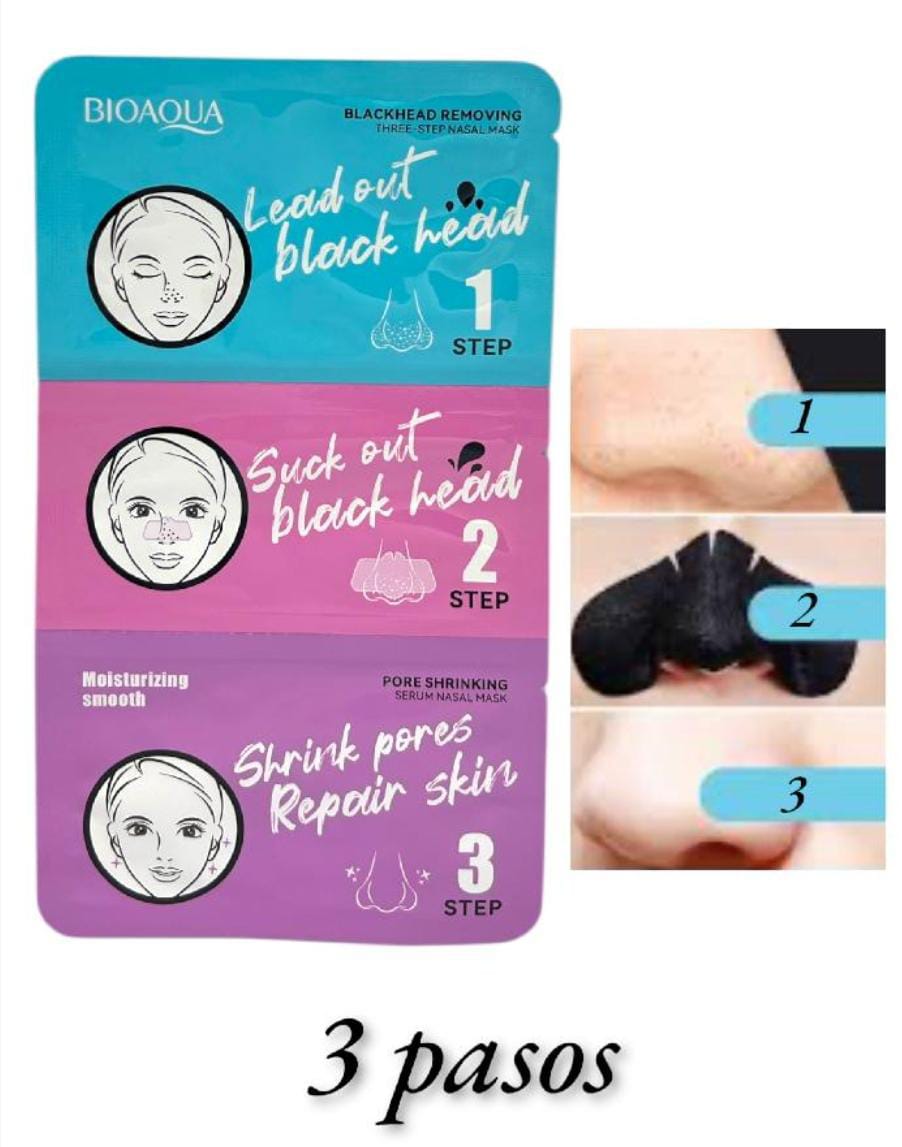 BIOAQUA
BLACKHEAD REMOVING
THREE-STEP NASAL MASK
Lead out
black head
1
STEP
Suck out
black head
2
STEP
Moisturizing
smooth
PORE SHRINKING
SERUM NASAL MASK
Shrink pores
Repair skin
3
STEP
1
2
3
3 pasos